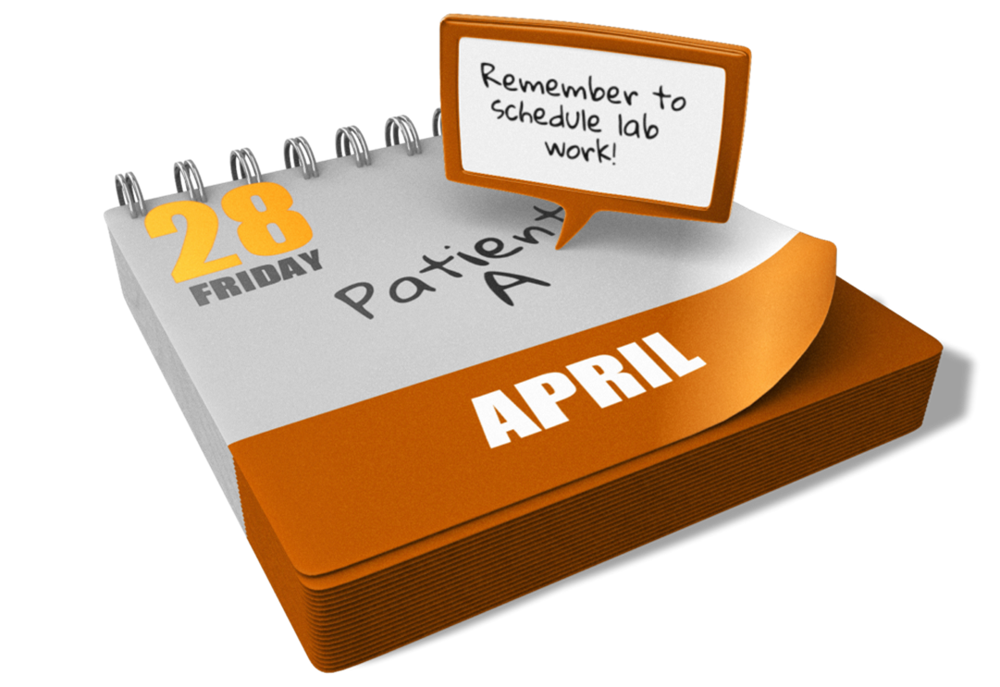 Remember to
schedule lab
work!
28
FRIDAY
Patient
A
APRIL